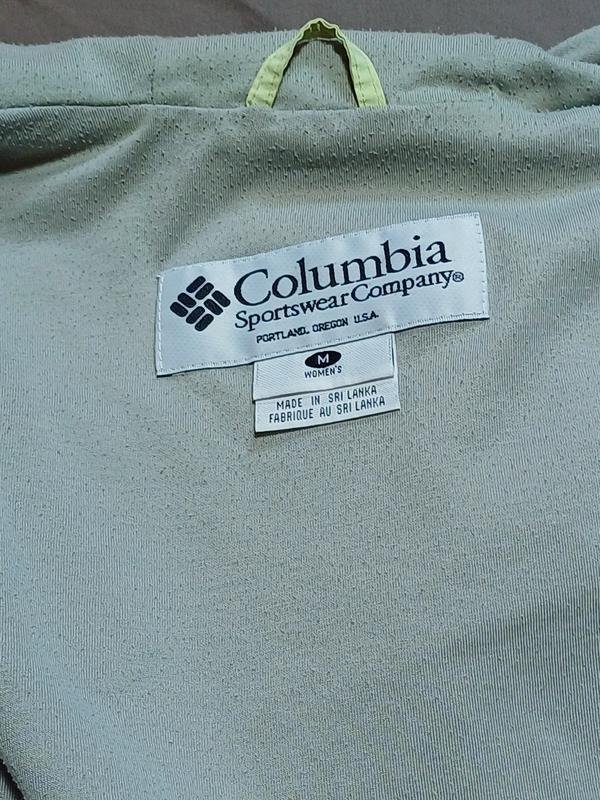 Columbia
Sportswear Company®
PORTLAND, OREGON U.S.A.
M
WOMEN'S
MADE IN SRI LANKA
FABRIQUE AU SRI LANKA